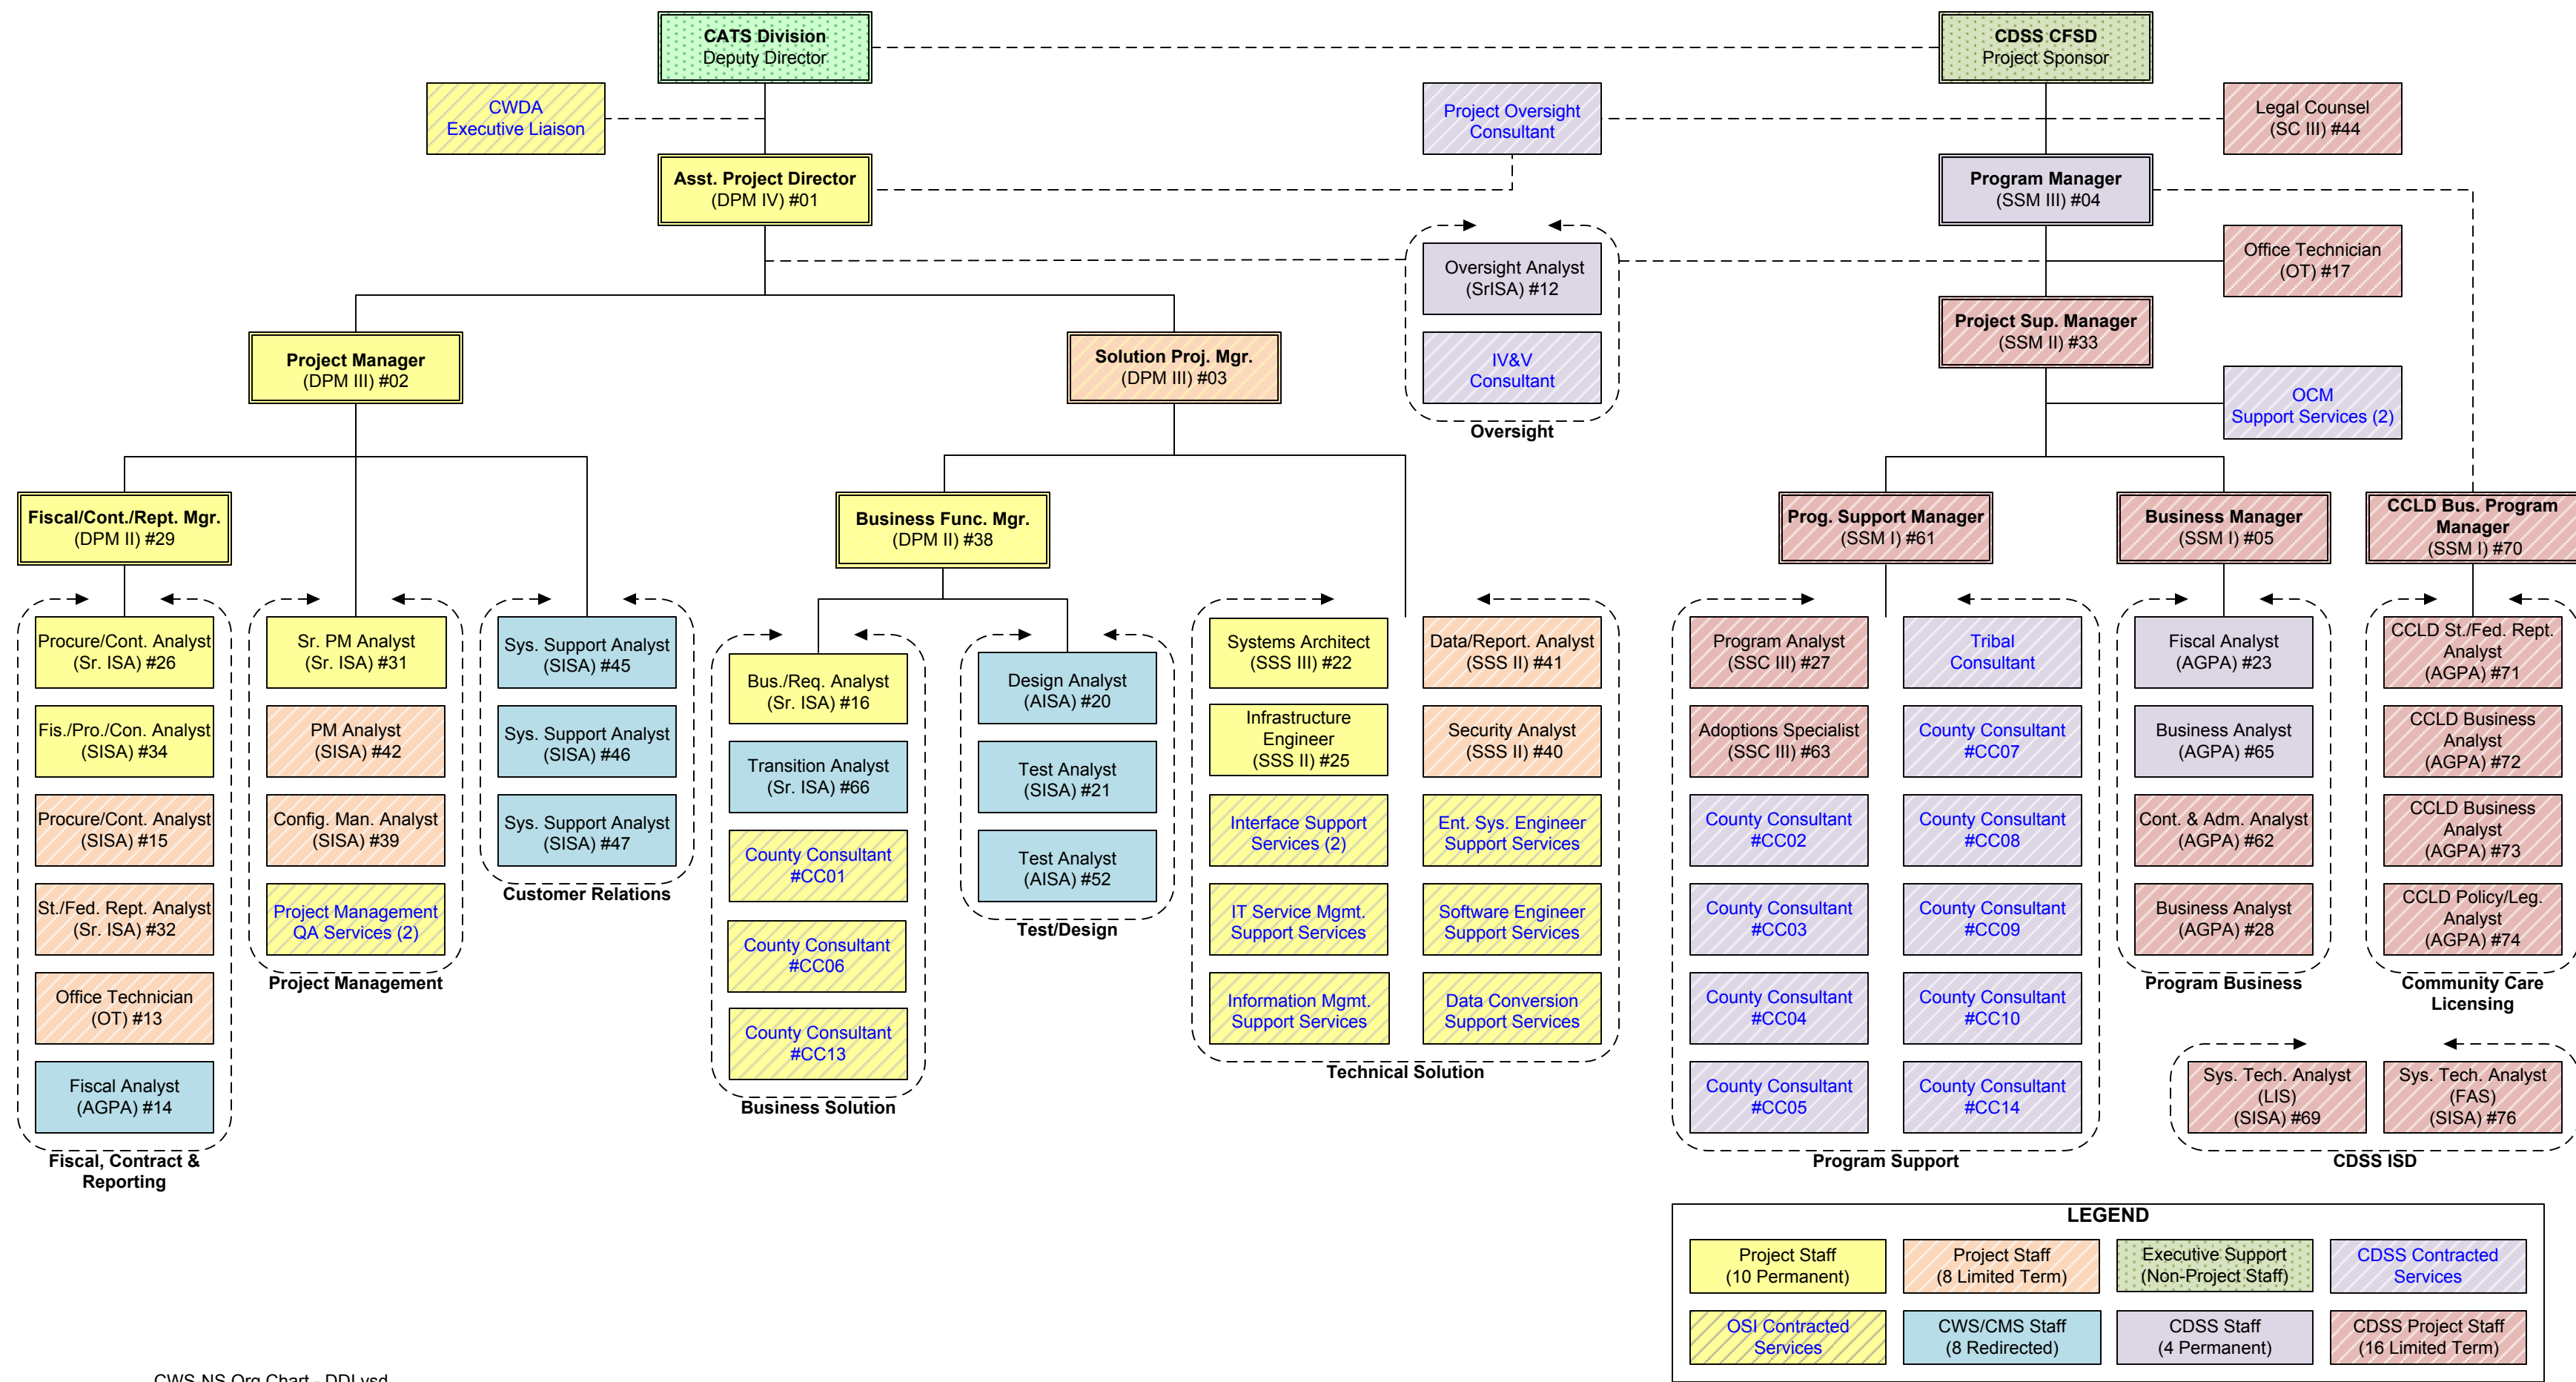 CATS Division
Deputy Director
CDSS CFSD
Project Sponsor
CWDA
Executive Liaison
Project Oversight
Consultant
Legal Counsel
(SC III) #44
Asst. Project Director
(DPM IV) #01
Program Manager
(SSM III) #04
Oversight Analyst
(SrISA) #12
IV&V
Consultant
Oversight
Office Technician
(OT) #17
Project Sup. Manager
(SSM II) #33
OCM
Support Services (2)
Project Manager
(DPM III) #02
Solution Proj. Mgr.
(DPM III) #03
Fiscal/Cont./Rept. Mgr.
(DPM II) #29
Business Func. Mgr.
(DPM II) #38
Prog. Support Manager
(SSM I) #61
Business Manager
(SSM I) #05
CCLD Bus. Program
Manager
(SSM I) #70
Procure/Cont. Analyst
(Sr. ISA) #26
Fis./Pro./Con. Analyst
(SISA) #34
Procure/Cont. Analyst
(SISA) #15
St./Fed. Rept. Analyst
(Sr. ISA) #32
Office Technician
(OT) #13
Fiscal Analyst
(AGPA) #14
Fiscal, Contract &
Reporting
Sr. PM Analyst
(Sr. ISA) #31
PM Analyst
(SISA) #42
Config. Man. Analyst
(SISA) #39
Project Management
QA Services (2)
Project Management
Sys. Support Analyst
(SISA) #45
Sys. Support Analyst
(SISA) #46
Sys. Support Analyst
(SISA) #47
Customer Relations
Bus./Req. Analyst
(Sr. ISA) #16
Transition Analyst
(Sr. ISA) #66
County Consultant
#CC01
County Consultant
#CC06
County Consultant
#CC13
Business Solution
Design Analyst
(AISA) #20
Test Analyst
(SISA) #21
Test Analyst
(AISA) #52
Test/Design
Systems Architect
(SSS III) #22
Infrastructure
Engineer
(SSS II) #25
Interface Support
Services (2)
IT Service Mgmt.
Support Services
Information Mgmt.
Support Services
Data/Report. Analyst
(SSS II) #41
Security Analyst
(SSS II) #40
Ent. Sys. Engineer
Support Services
Software Engineer
Support Services
Data Conversion
Support Services
Technical Solution
Program Analyst
(SSC III) #27
Adoptions Specialist
(SSC III) #63
County Consultant
#CC02
County Consultant
#CC03
County Consultant
#CC04
County Consultant
#CC05
Tribal
Consultant
County Consultant
#CC07
County Consultant
#CC08
County Consultant
#CC09
County Consultant
#CC10
County Consultant
#CC14
Program Support
Fiscal Analyst
(AGPA) #23
Business Analyst
(AGPA) #65
Cont. & Adm. Analyst
(AGPA) #62
Business Analyst
(AGPA) #28
Program Business
CCLD St./Fed. Rept.
Analyst
(AGPA) #71
CCLD Business
Analyst
(AGPA) #72
CCLD Business
Analyst
(AGPA) #73
CCLD Policy/Leg.
Analyst
(AGPA) #74
Community Care
Licensing
Sys. Tech. Analyst
(LIS)
(SISA) #69
Sys. Tech. Analyst
(FAS)
(SISA) #76
CDSS ISD
LEGEND
Project Staff
(10 Permanent)
Project Staff
(8 Limited Term)
Executive Support
(Non-Project Staff)
CDSS Contracted
Services
OSI Contracted
Services
CWS/CMS Staff
(8 Redirected)
CDSS Staff
(4 Permanent)
CDSS Project Staff
(16 Limited Term)
CWS-NS Org Chart - DDI.vsd